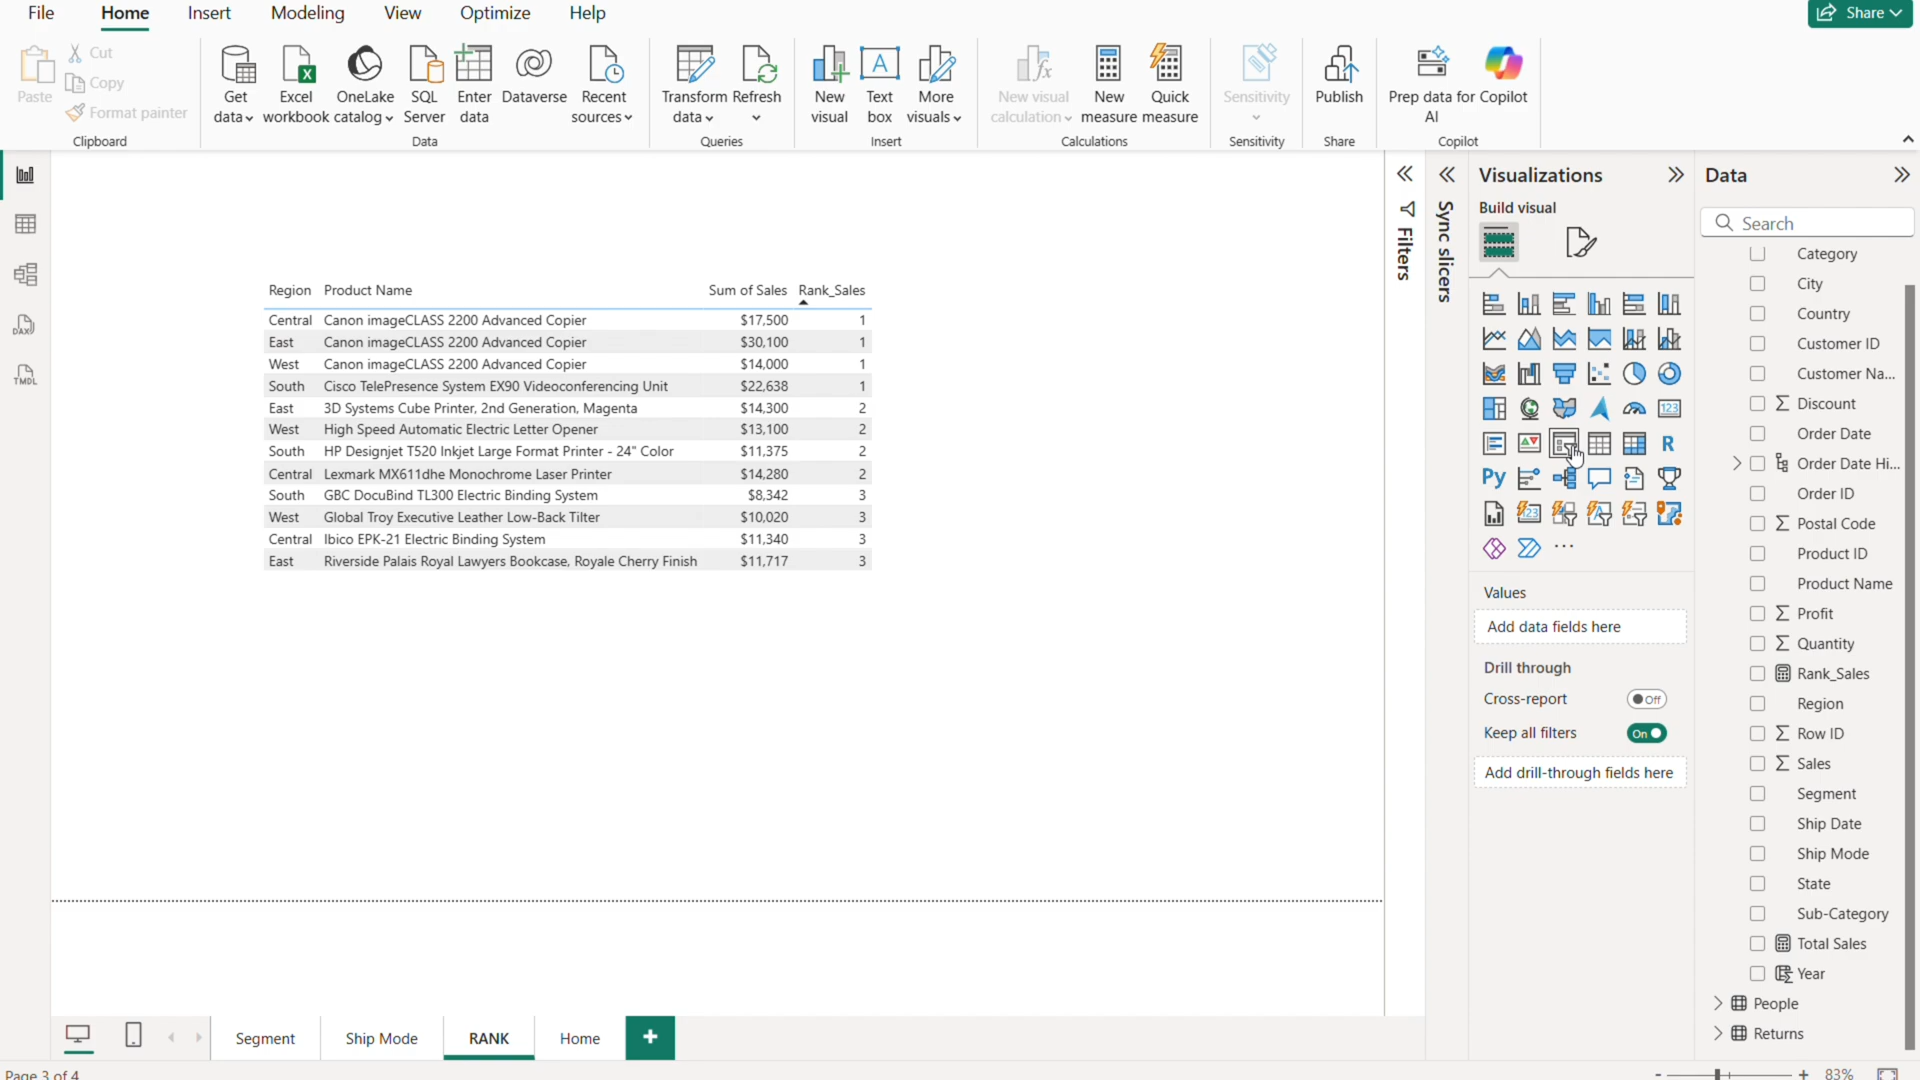 File Home Insert Modeling View Optimize Help Share
Paste
Cut
Copy
Format painter
Clipboard
Get data
Excel workbook
OneLake catalog
SQL Server
Enter data
Dataverse
Recent sources
Data
Transform data
Refresh
Queries
New visual
Text box
More visuals
Insert
New visual calculation
New measure
Quick measure
Calculations
Sensitivity
Sensitivity
Publish
Share
Prep data for AI
Copilot
Copilot
DAX
TMDL
Region Product Name Sum of Sales Rank_Sales
Central Canon imageCLASS 2200 Advanced Copier $17,500 1
East Canon imageCLASS 2200 Advanced Copier $30,100 1
West Canon imageCLASS 2200 Advanced Copier $14,000 1
South Cisco TelePresence System EX90 Videoconferencing Unit $22,638 1
East 3D Systems Cube Printer, 2nd Generation, Magenta $14,300 2
West High Speed Automatic Electric Letter Opener $13,100 2
South HP Designjet T520 Inkjet Large Format Printer - 24" Color $11,375 2
Central Lexmark MX611dhe Monochrome Laser Printer $14,280 2
South GBC DocuBind TL300 Electric Binding System $8,342 3
West Global Troy Executive Leather Low-Back Tilter $10,020 3
Central Ibico EPK-21 Electric Binding System $11,340 3
East Riverside Palais Royal Lawyers Bookcase, Royale Cherry Finish $11,717 3
Filters
Sync slicers
Visualizations
Build visual
123
R
Py
123
Values
Add data fields here
Drill through
Cross-report Off
Keep all filters On
Add drill-through fields here
Data
Search
Category
City
Country
Customer ID
Customer Na...
Σ Discount
Order Date
Order Date Hi...
Order ID
Σ Postal Code
Product ID
Product Name
Σ Profit
Σ Quantity
Rank_Sales
Region
Σ Row ID
Σ Sales
Segment
Ship Date
Ship Mode
State
Sub-Category
Total Sales
Year
People
Returns
Segment Ship Mode RANK Home +
Page 3 of 4
- + 83%